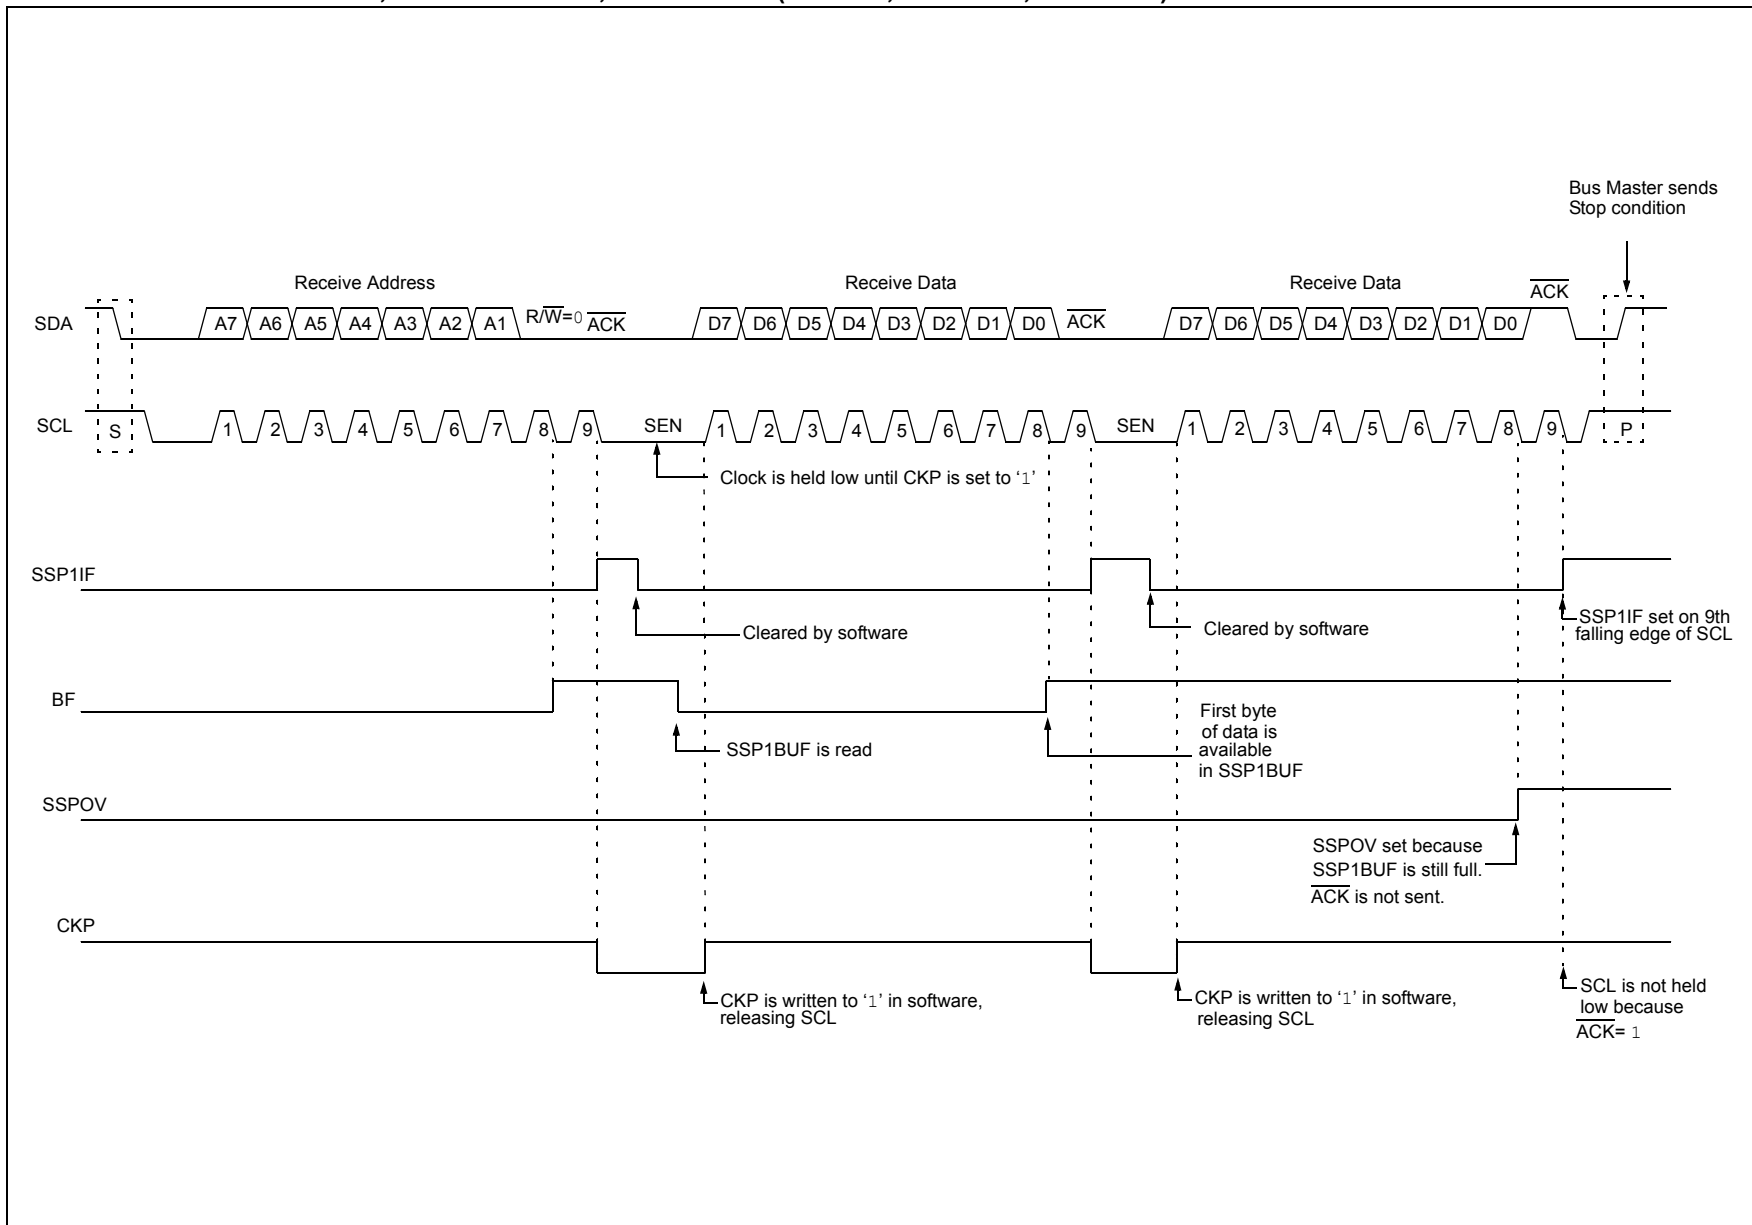 Bus Master sends
Stop condition
Receive Address
Receive Data
Receive Data
ACK
SDA
A7 A6 A5 A4 A3 A2 A1 R/W=0 ACK
D7 D6 D5 D4 D3 D2 D1 D0 ACK
D7 D6 D5 D4 D3 D2 D1 D0
SCL
S
1 2 3 4 5 6 7 8 9 SEN
1 2 3 4 5 6 7 8 9 SEN
1 2 3 4 5 6 7 8 9
P
Clock is held low until CKP is set to ‘1’
SSP1IF
Cleared by software
Cleared by software
SSP1IF set on 9th
falling edge of SCL
BF
SSP1BUF is read
First byte
of data is
available
in SSP1BUF
SSPOV
SSPOV set because
SSP1BUF is still full.
ACK is not sent.
CKP
CKP is written to ‘1’ in software,
releasing SCL
CKP is written to ‘1’ in software,
releasing SCL
SCL is not held
low because
ACK= 1